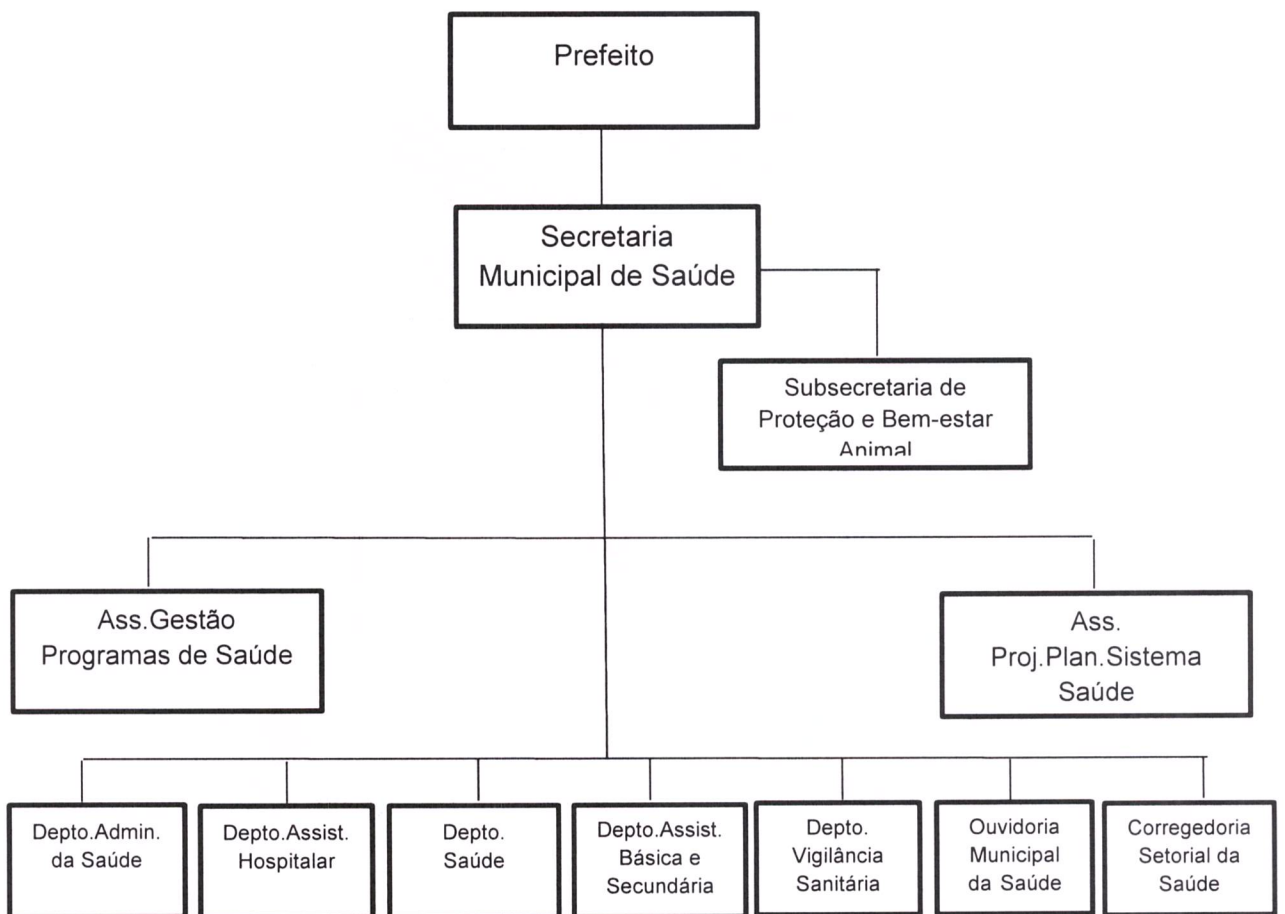 Prefeito
Secretaria
Municipal de Saúde
Subsecretaria de
Proteção e Bem-estar
Animal
Ass.Gestão
Programas de Saúde
Ass.
Proj.Plan.Sistema
Saúde
Depto.Admin.
da Saúde
Depto.Assist.
Hospitalar
Depto.
Saúde
Depto.Assist.
Básica e
Secundária
Depto.
Vigilância
Sanitária
Ouvidoria
Municipal
da Saúde
Corregedoria
Setorial da
Saúde